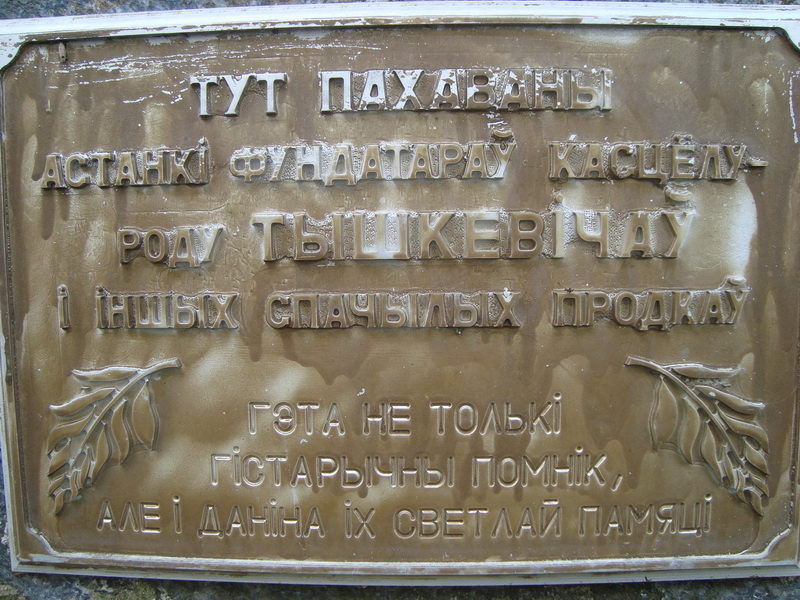 ТУТ ПАХАВАНЫ
АСТАНКІ ФУНДАТАРАЎ КАСЦЁЛУ-
РОДУ ТЫШКЕВІЧАЎ
І ІНШЫХ СПАЧЫЛЫХ ПРОДКАЎ
ГЭТА НЕ ТОЛЬКІ
ГІСТАРЫЧНЫ ПОМНІК,
АЛЕ І ДАНІНА ІХ СВЕТЛАЙ ПАМЯЦІ